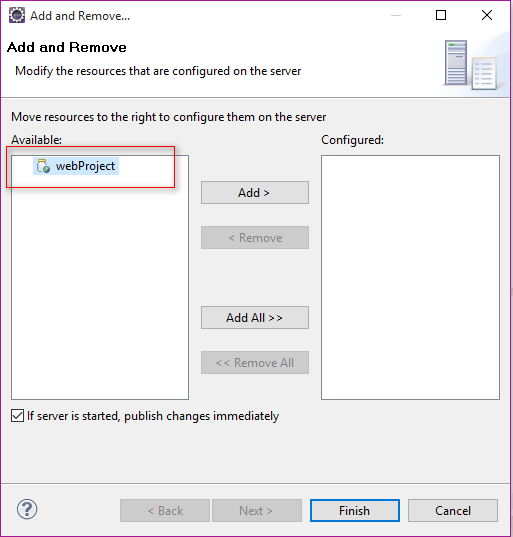 Add and Remove...
Add and Remove
Modify the resources that are configured on the server
Move resources to the right to configure them on the server
Available:
Configured:
webProject
Add >
< Remove
Add All >>
<< Remove All
If server is started, publish changes immediately
?
< Back
Next >
Finish
Cancel